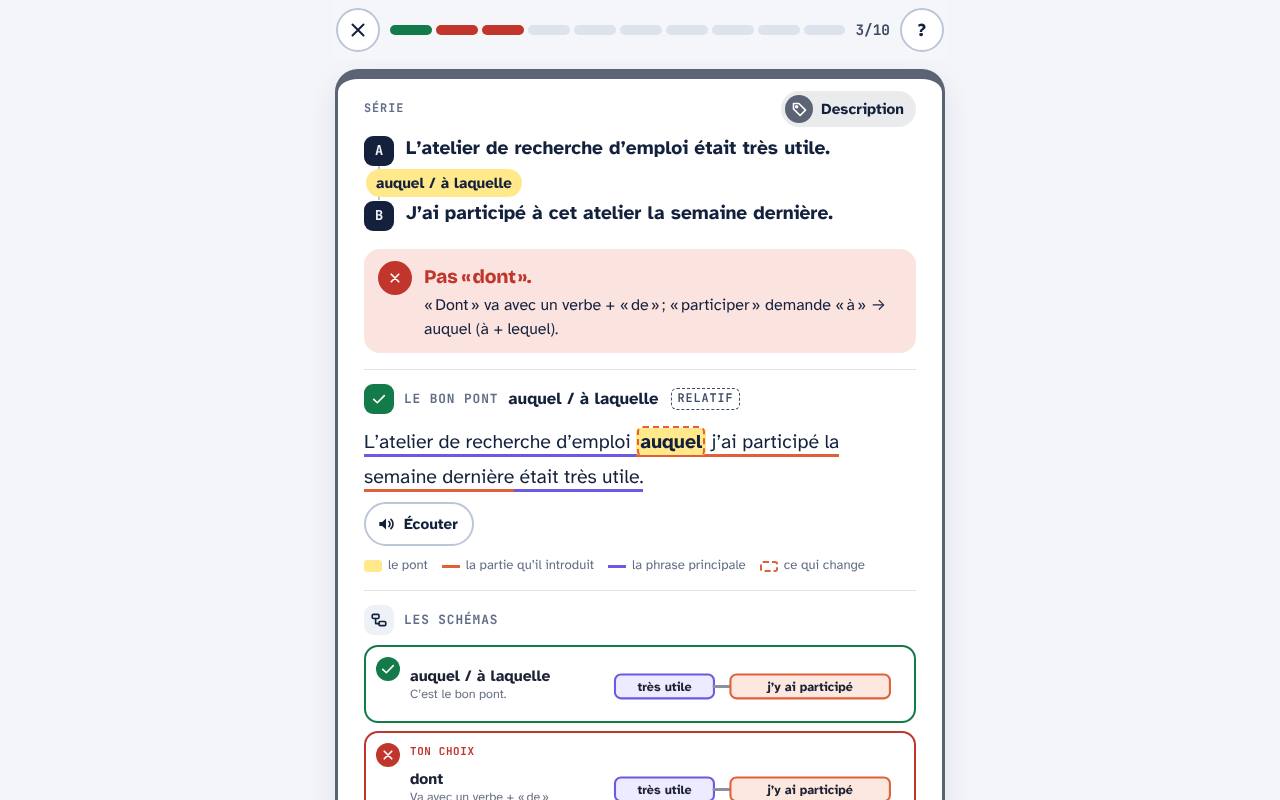 3/10
?
SÉRIE
Description
A L’atelier de recherche d’emploi était très utile.
auquel / à laquelle
B J’ai participé à cet atelier la semaine dernière.
Pas « dont ».
« Dont » va avec un verbe + « de » ; « participer » demande « à » →
auquel (à + lequel).
LE BON PONT auquel / à laquelle RELATIF
L’atelier de recherche d’emploi auquel j’ai participé la
semaine dernière était très utile.
Écouter
le pont la partie qu’il introduit la phrase principale ce qui change
LES SCHÉMAS
auquel / à laquelle
C’est le bon pont.
très utile j’y ai participé
TON CHOIX
dont
Va avec un verbe + « de »
très utile j’y ai participé